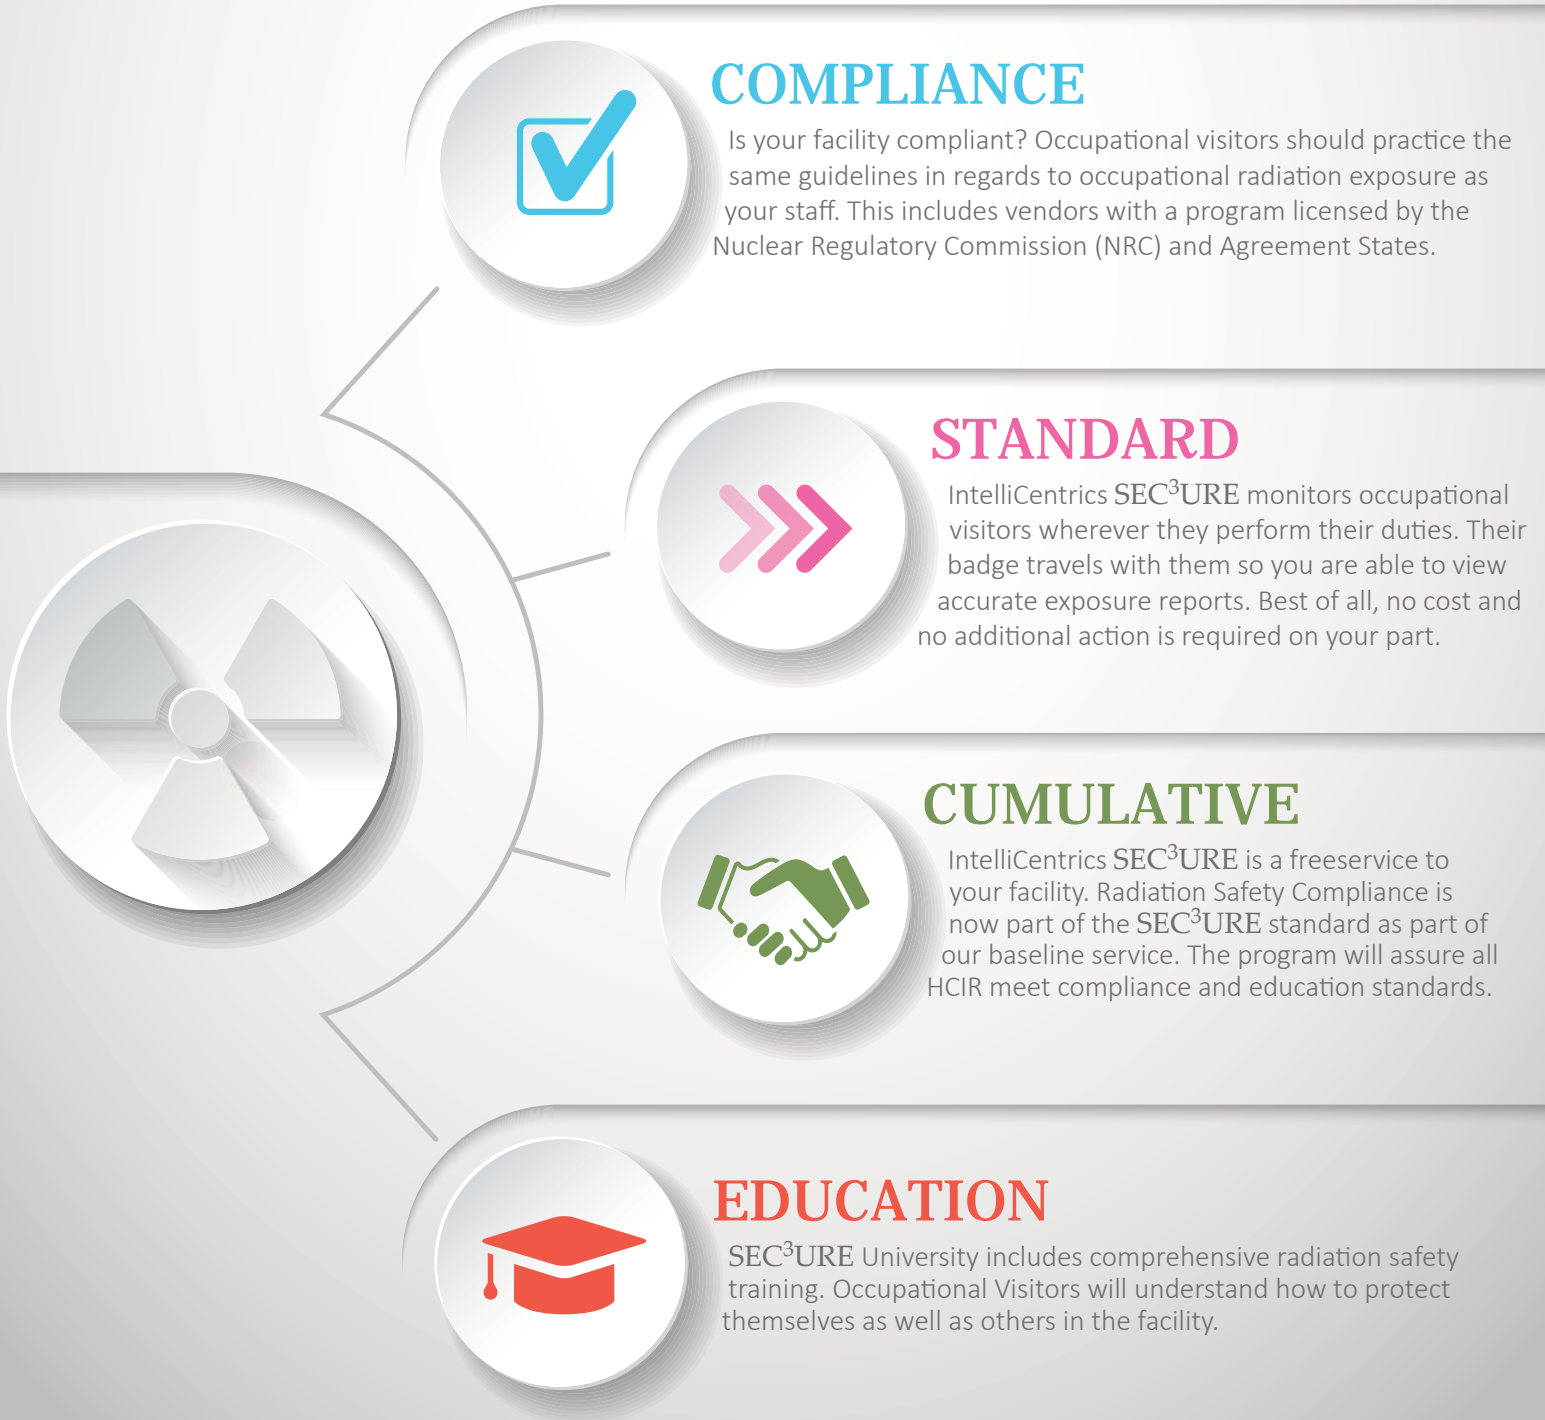 COMPLIANCE
Is your facility compliant? Occupational visitors should practice the
same guidelines in regards to occupational radiation exposure as
your staff. This includes vendors with a program licensed by the
Nuclear Regulatory Commission (NRC) and Agreement States.
STANDARD
IntelliCentrics SEC³URE monitors occupational
visitors wherever they perform their duties. Their
badge travels with them so you are able to view
accurate exposure reports. Best of all, no cost and
no additional action is required on your part.
CUMULATIVE
IntelliCentrics SEC³URE is a freeservice to
your facility. Radiation Safety Compliance is
now part of the SEC³URE standard as part of
our baseline service. The program will assure all
HCIR meet compliance and education standards.
EDUCATION
SEC³URE University includes comprehensive radiation safety
training. Occupational Visitors will understand how to protect
themselves as well as others in the facility.